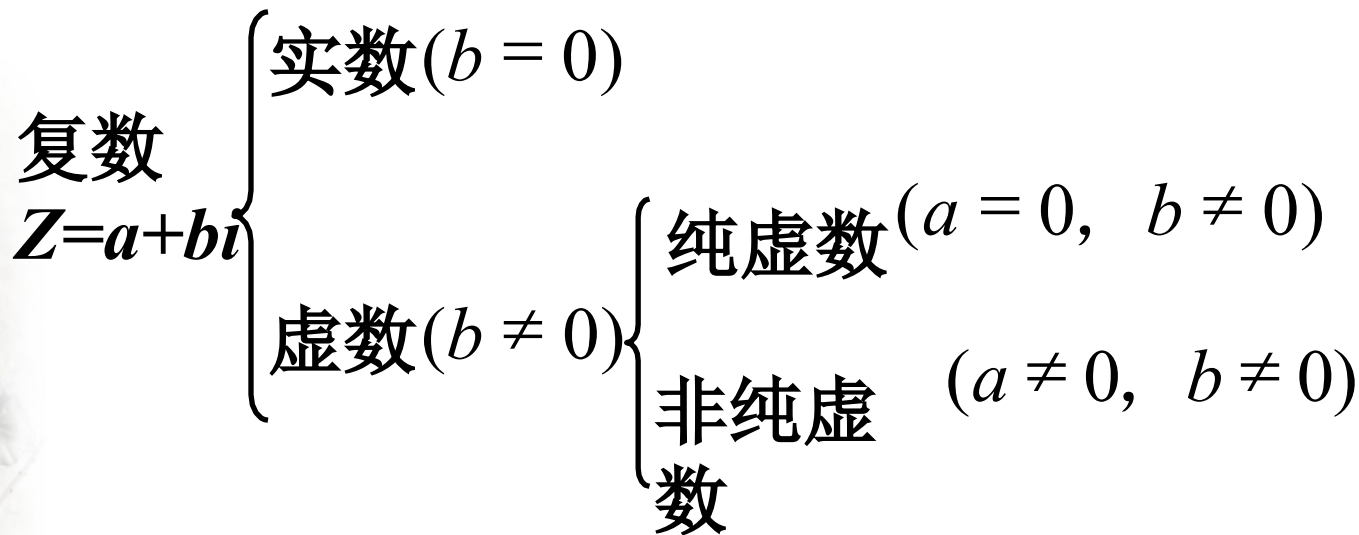 实数(b = 0)
复数
Z=a+bi
纯虚数(a = 0, b ≠ 0)
虚数(b ≠ 0)
非纯虚 (a ≠ 0, b ≠ 0)
数